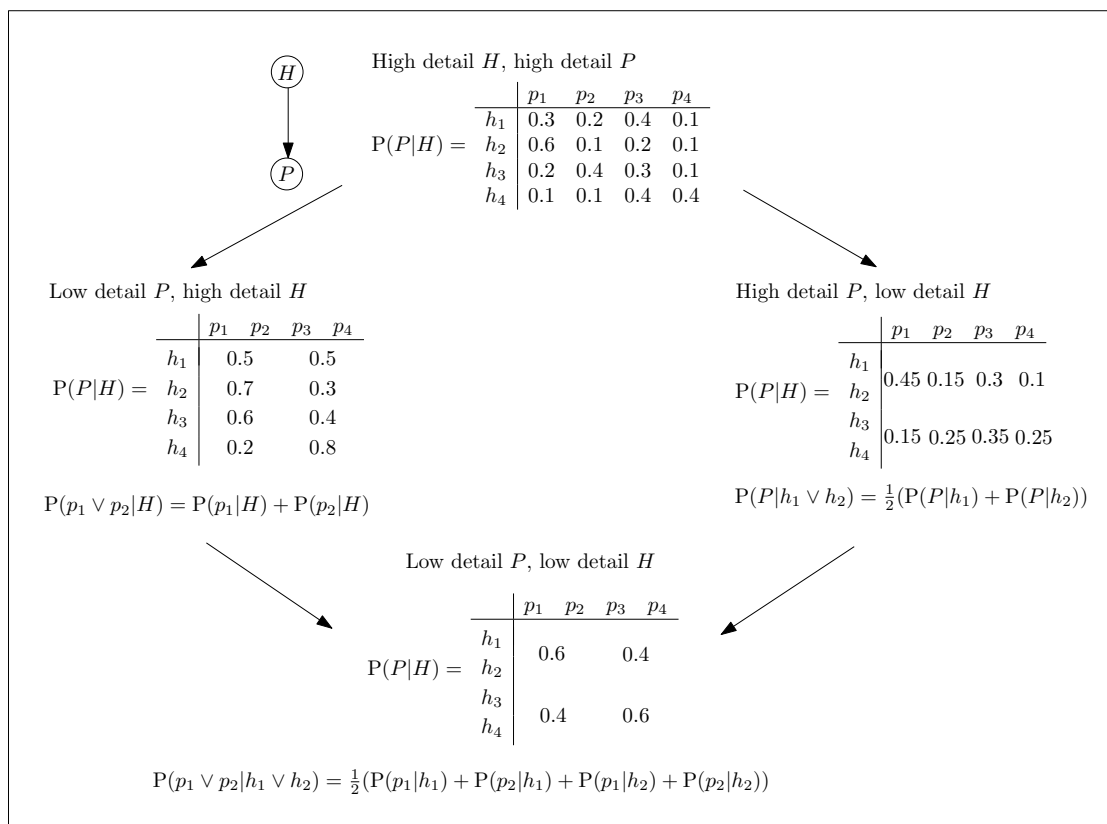 High detail H, high detail P
H
P
P(P|H) =
p₁ p₂ p₃ p₄
h₁ 0.3 0.2 0.4 0.1
h₂ 0.6 0.1 0.2 0.1
h₃ 0.2 0.4 0.3 0.1
h₄ 0.1 0.1 0.4 0.4
Low detail P, high detail H
P(P|H) =
p₁ p₂ p₃ p₄
h₁ 0.5 0.5
h₂ 0.7 0.3
h₃ 0.6 0.4
h₄ 0.2 0.8
P(p₁ ∨ p₂|H) = P(p₁|H) + P(p₂|H)
High detail P, low detail H
P(P|H) =
p₁ p₂ p₃ p₄
h₁
0.45 0.15 0.3 0.1
h₂
h₃
0.15 0.25 0.35 0.25
h₄
P(P|h₁ ∨ h₂) = ½(P(P|h₁) + P(P|h₂))
Low detail P, low detail H
P(P|H) =
p₁ p₂ p₃ p₄
h₁
0.6 0.4
h₂
h₃
0.4 0.6
h₄
P(p₁ ∨ p₂|h₁ ∨ h₂) = ½(P(p₁|h₁) + P(p₂|h₁) + P(p₁|h₂) + P(p₂|h₂))